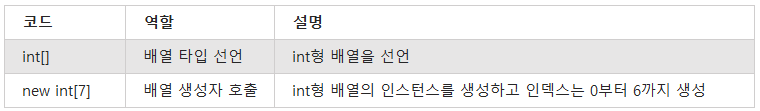 코드 역할 설명
int[] 배열 타입 선언 int형 배열을 선언
new int[7] 배열 생성자 호출 int형 배열의 인스턴스를 생성하고 인덱스는 0부터 6까지 생성